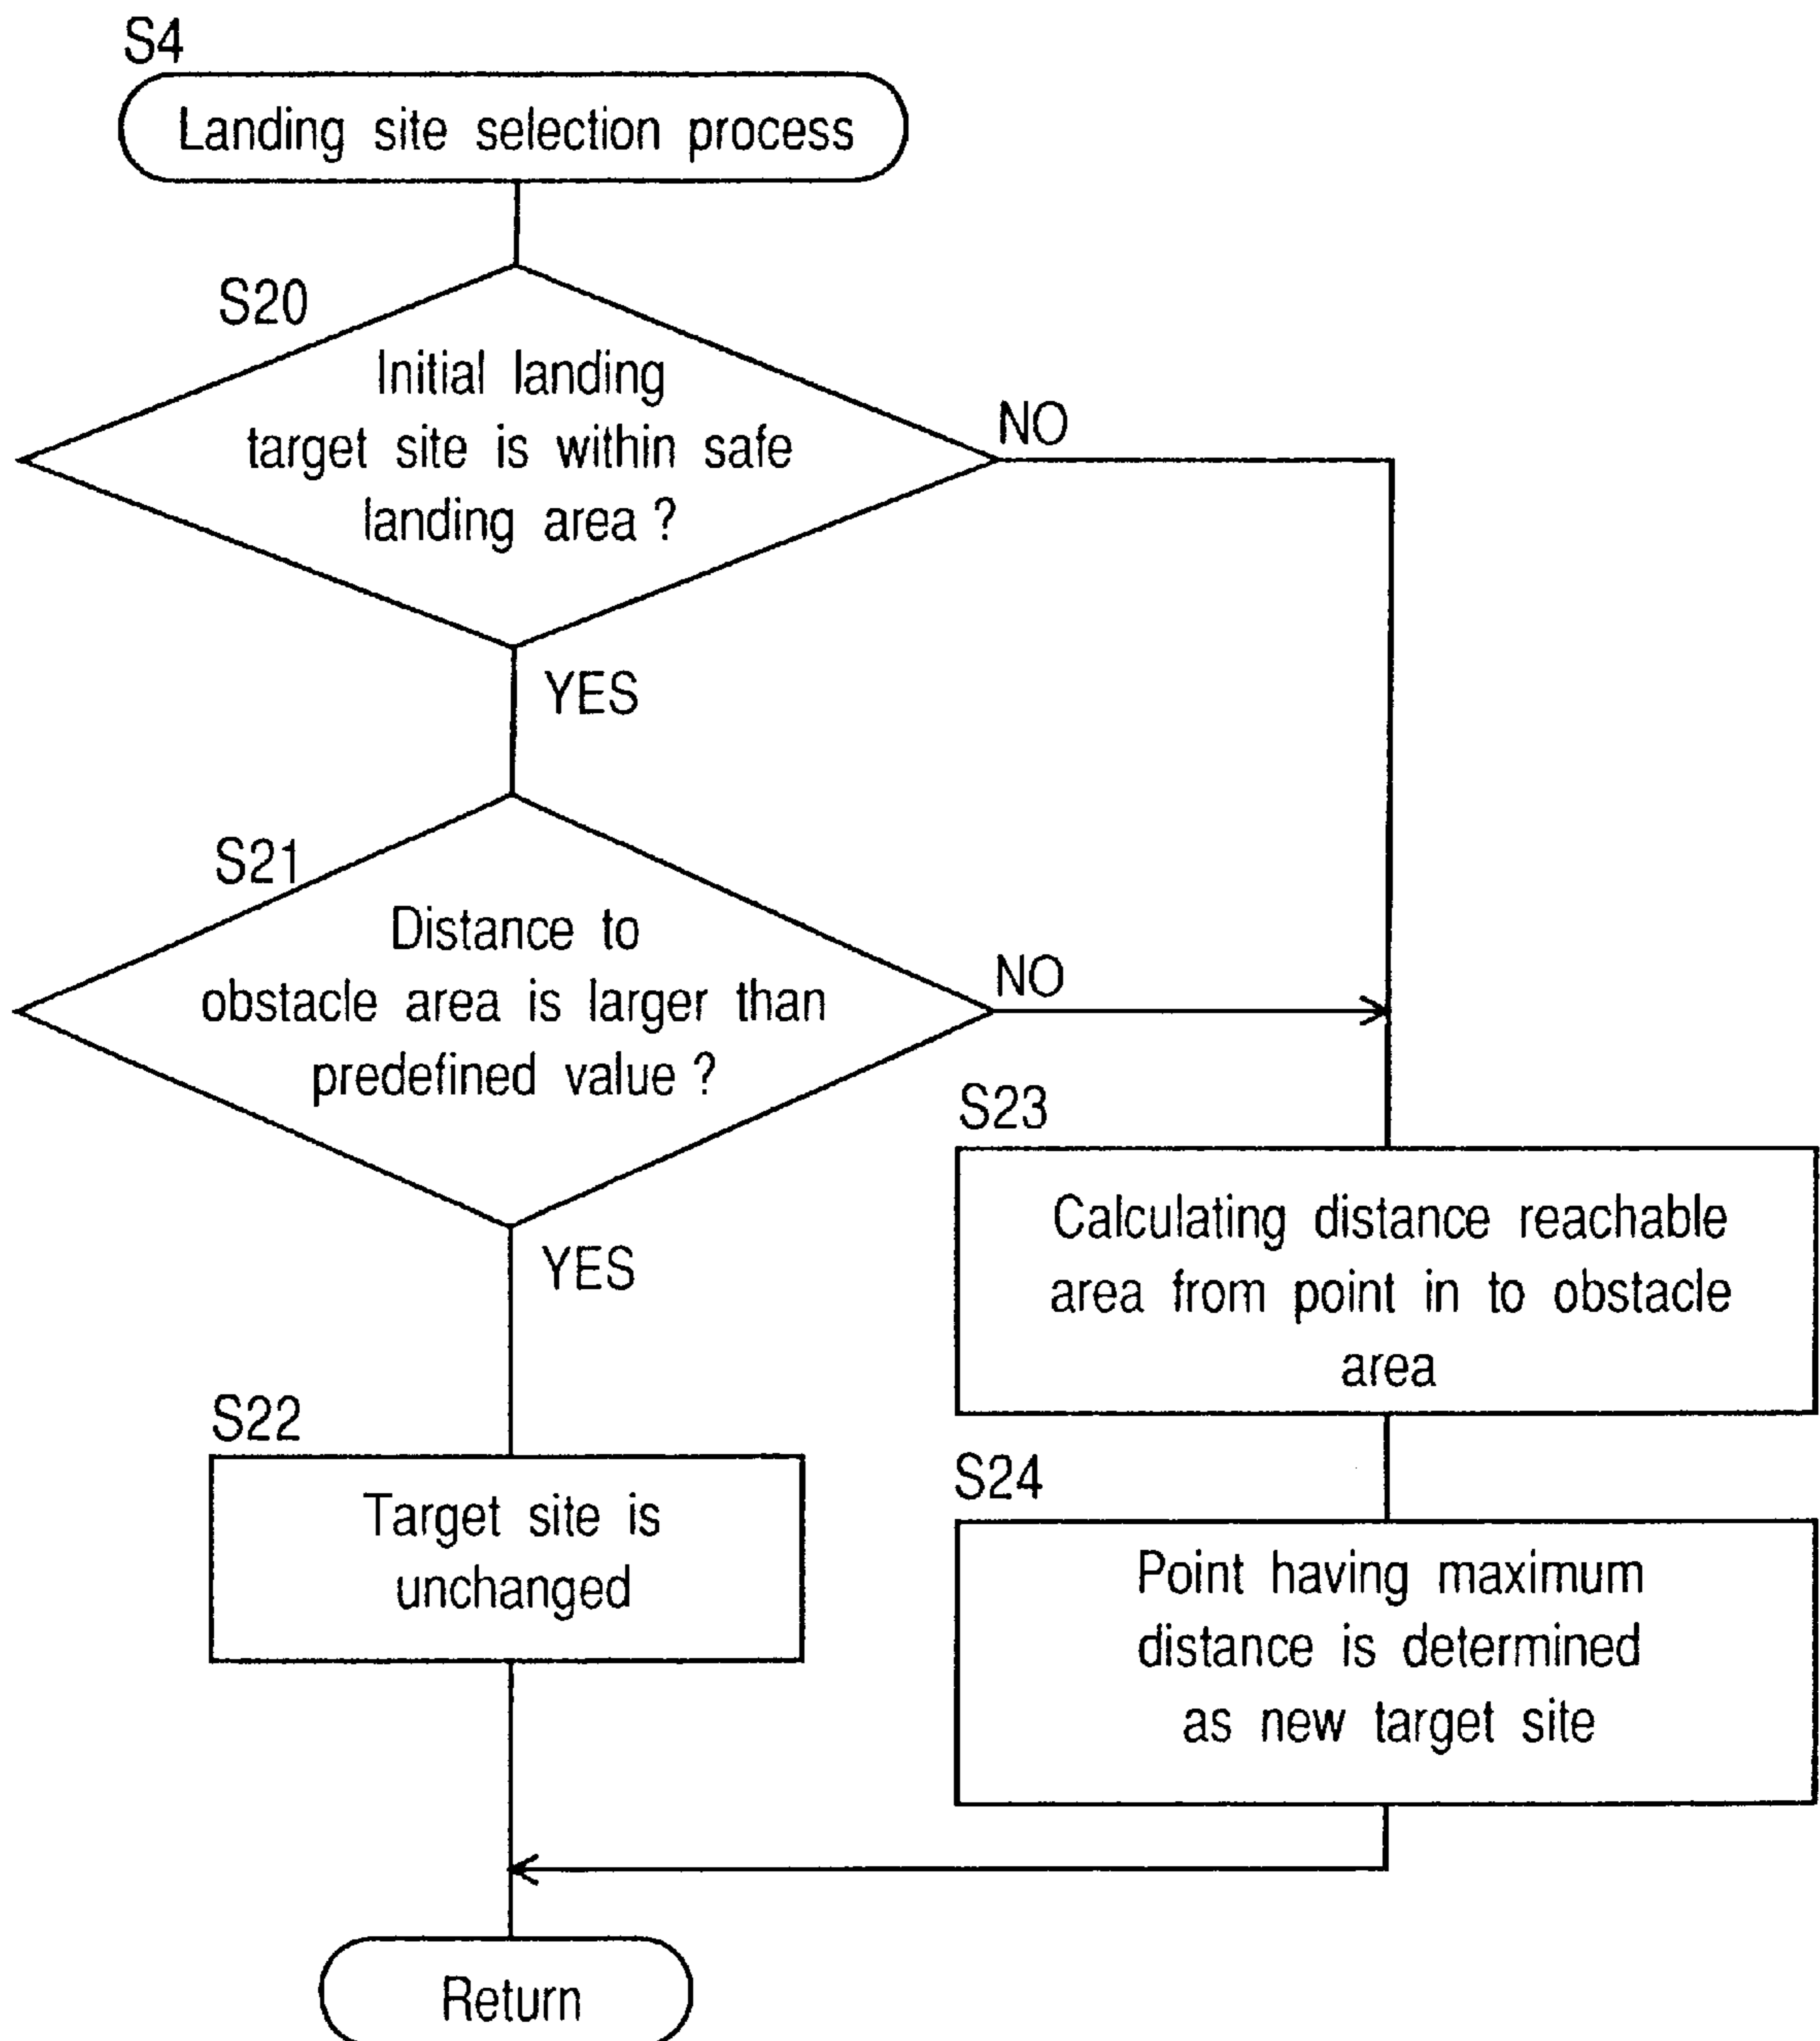 S4
Landing site selection process
S20
Initial landing
target site is within safe
landing area ?
NO
YES
S21
Distance to
obstacle area is larger than
predefined value ?
NO
YES
S23
Calculating distance reachable
area from point in to obstacle
area
S22
Target site is
unchanged
S24
Point having maximum
distance is determined
as new target site
Return